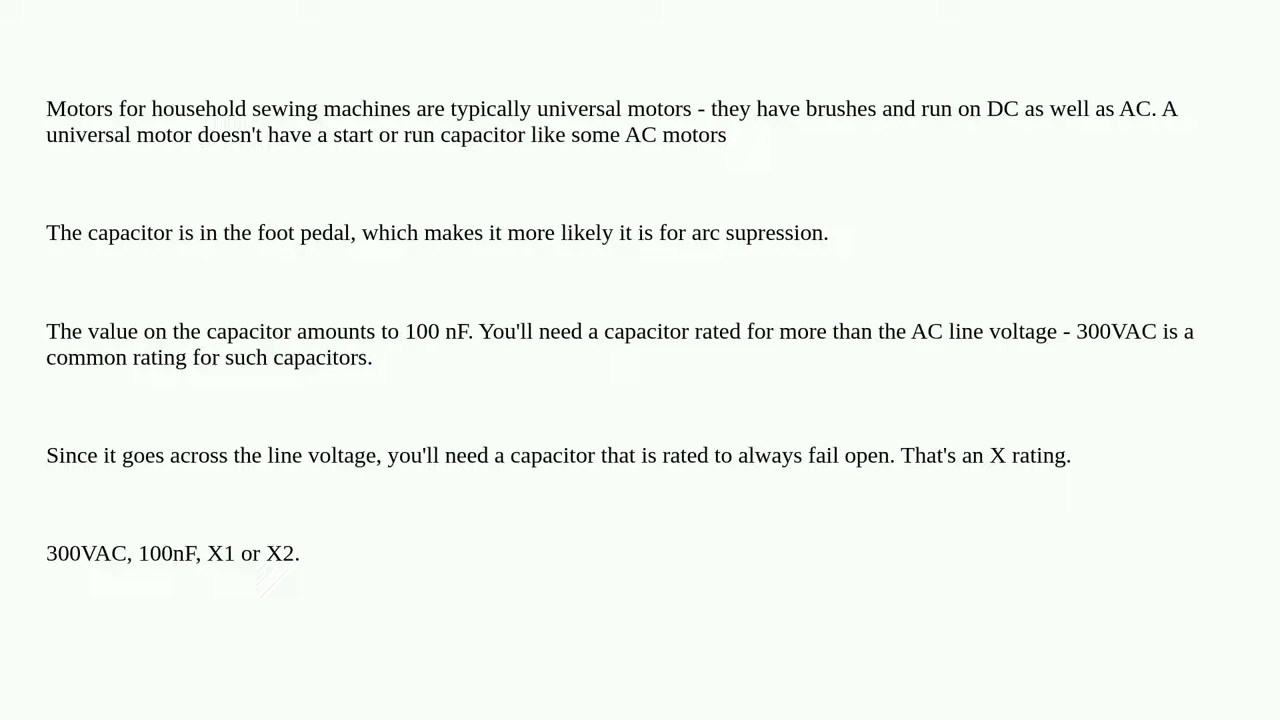 Motors for household sewing machines are typically universal motors - they have brushes and run on DC as well as AC. A
universal motor doesn't have a start or run capacitor like some AC motors
The capacitor is in the foot pedal, which makes it more likely it is for arc supression.
The value on the capacitor amounts to 100 nF. You'll need a capacitor rated for more than the AC line voltage - 300VAC is a
common rating for such capacitors.
Since it goes across the line voltage, you'll need a capacitor that is rated to always fail open. That's an X rating.
300VAC, 100nF, X1 or X2.